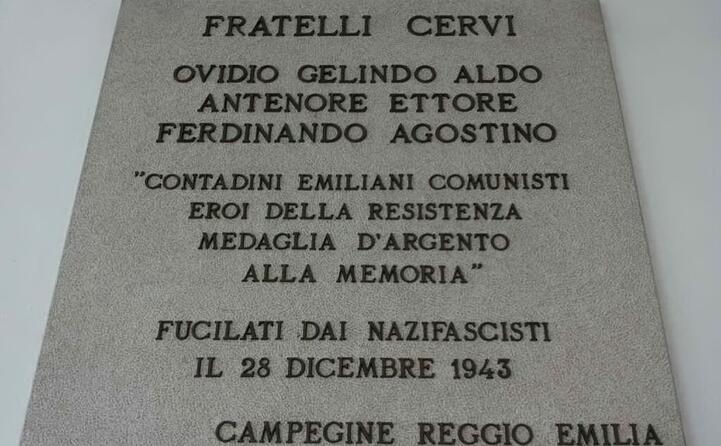 FRATELLI CERVI
OVIDIO GELINDO ALDO
ANTENORE ETTORE
FERDINANDO AGOSTINO
"CONTADINI EMILIANI COMUNISTI
EROI DELLA RESISTENZA
MEDAGLIA D'ARGENTO
ALLA MEMORIA"
FUCILATI DAI NAZIFASCISTI
IL 28 DICEMBRE 1943
CAMPEGINE REGGIO EMILIA